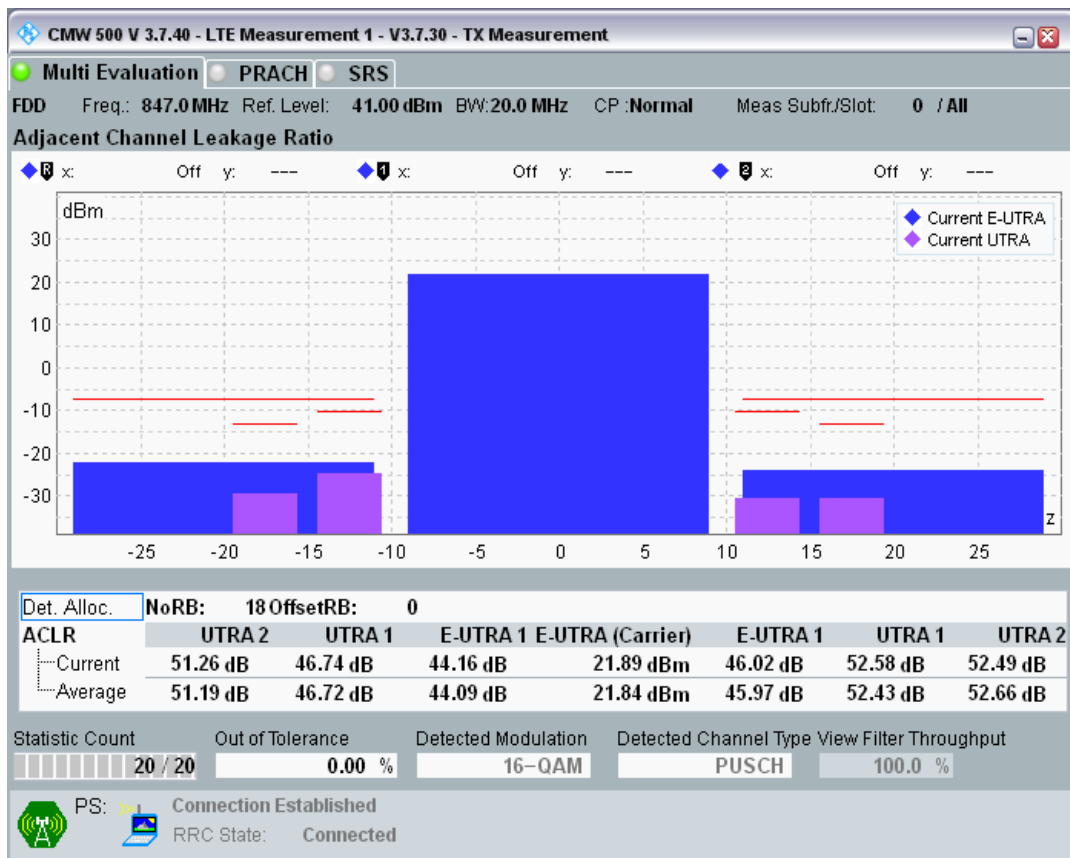 CMW 500 V 3.7.40 - LTE Measurement 1 - V3.7.30 - TX Measurement
Multi Evaluation PRACH SRS
FDD Freq.: 847.0 MHz Ref. Level: 41.00 dBm BW:20.0 MHz CP :Normal Meas Subfr./Slot: 0 / All
Adjacent Channel Leakage Ratio
R x: Off y: --- 1 x: Off y: --- 2 x: Off y: ---
dBm
Current E-UTRA
Current UTRA
30
20
10
0
-10
-20
-30
z
-25 -20 -15 -10 -5 0 5 10 15 20 25
Det. Alloc. NoRB: 18 OffsetRB: 0
ACLR UTRA 2 UTRA 1 E-UTRA 1 E-UTRA (Carrier) E-UTRA 1 UTRA 1 UTRA 2
Current 51.26 dB 46.74 dB 44.16 dB 21.89 dBm 46.02 dB 52.58 dB 52.49 dB
Average 51.19 dB 46.72 dB 44.09 dB 21.84 dBm 45.97 dB 52.43 dB 52.66 dB
Statistic Count Out of Tolerance Detected Modulation Detected Channel Type View Filter Throughput
20 / 20 0.00 % 16-QAM PUSCH 100.0 %
PS: Connection Established
RRC State: Connected